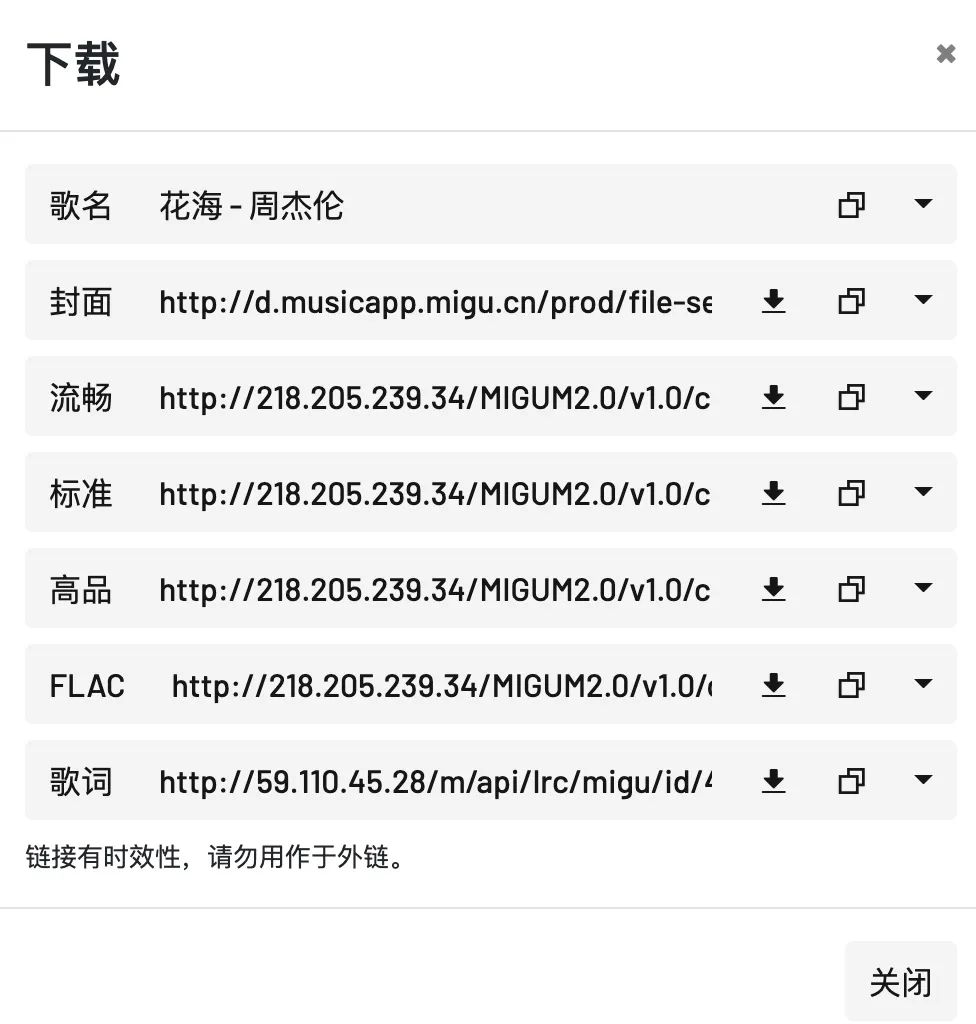 下载
歌名 花海 - 周杰伦
封面 http://d.musicapp.migu.cn/prod/file-se
流畅 http://218.205.239.34/MIGUM2.0/v1.0/c
标准 http://218.205.239.34/MIGUM2.0/v1.0/c
高品 http://218.205.239.34/MIGUM2.0/v1.0/c
FLAC http://218.205.239.34/MIGUM2.0/v1.0/
歌词 http://59.110.45.28/m/api/lrc/migu/id/4
链接有时效性，请勿用作于外链。
关闭